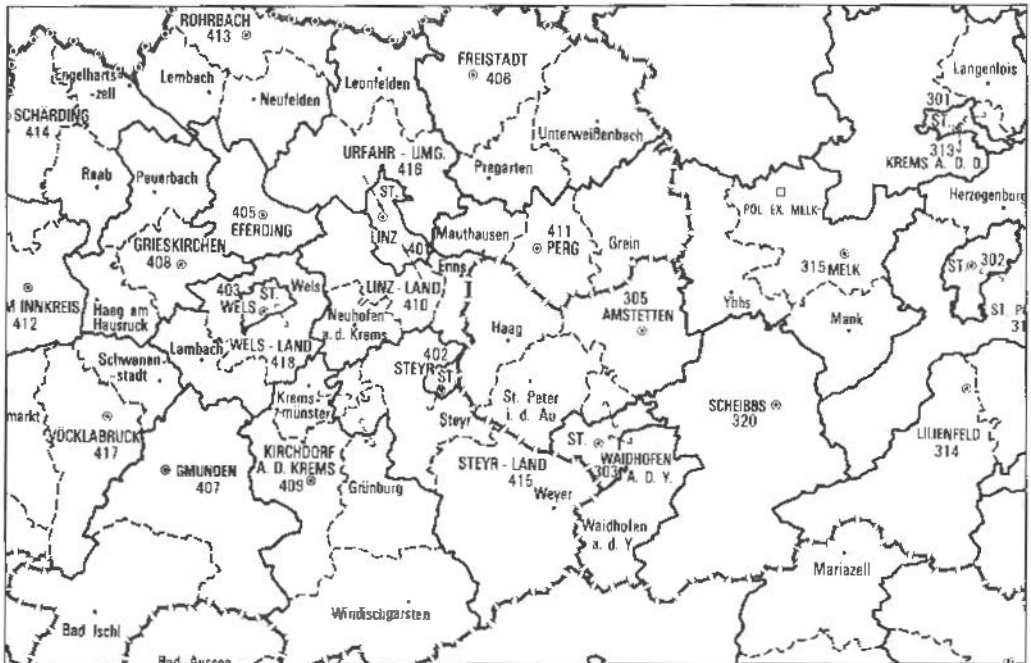 ROHRBACH
413
Engelharts-
-zell
Lembach
Neufelden
Leonfelden
FREISTADT
406
Langenlois
301
ST.
313
KREMS A. D. D.
SCHÄRDING
414
Unterweißenbach
Raab
Peuerbach
URFAHR - UMG.
416
Pregarten
POL EX. MELK
Herzogenburg
ST.
LINZ
405
EFERDING
GRIESKIRCHEN
408
40
Mauthausen
411
PERG
Grein
315 MELK
ST.
302
Enns
M INNKREIS
412
Haag am
Hausruck
403
ST.
WELS
Wels
LINZ - LAND
410
Neuhofen
a. d. Krems
305
AMSTETTEN
Ybbs
Mank
ST. P
31
Haag
Lambach
WELS - LAND
418
402
STEYR
ST
Schwanen-
stadt
Krems-
münster
St. Peter
i. d. Au
SCHEIBBS
320
markt
VÖCKLABRUCK
417
Steyr
ST.
303
WAIDHOFEN
A. D. Y.
LILIENFELD
314
GMUNDEN
407
KIRCHDORF
A. D. KREMS
409
Grünburg
STEYR - LAND
415
Weyer
Waidhofen
a. d. Y
Mariazell
Windischgarsten
Bad Ischl
Bad Aussee